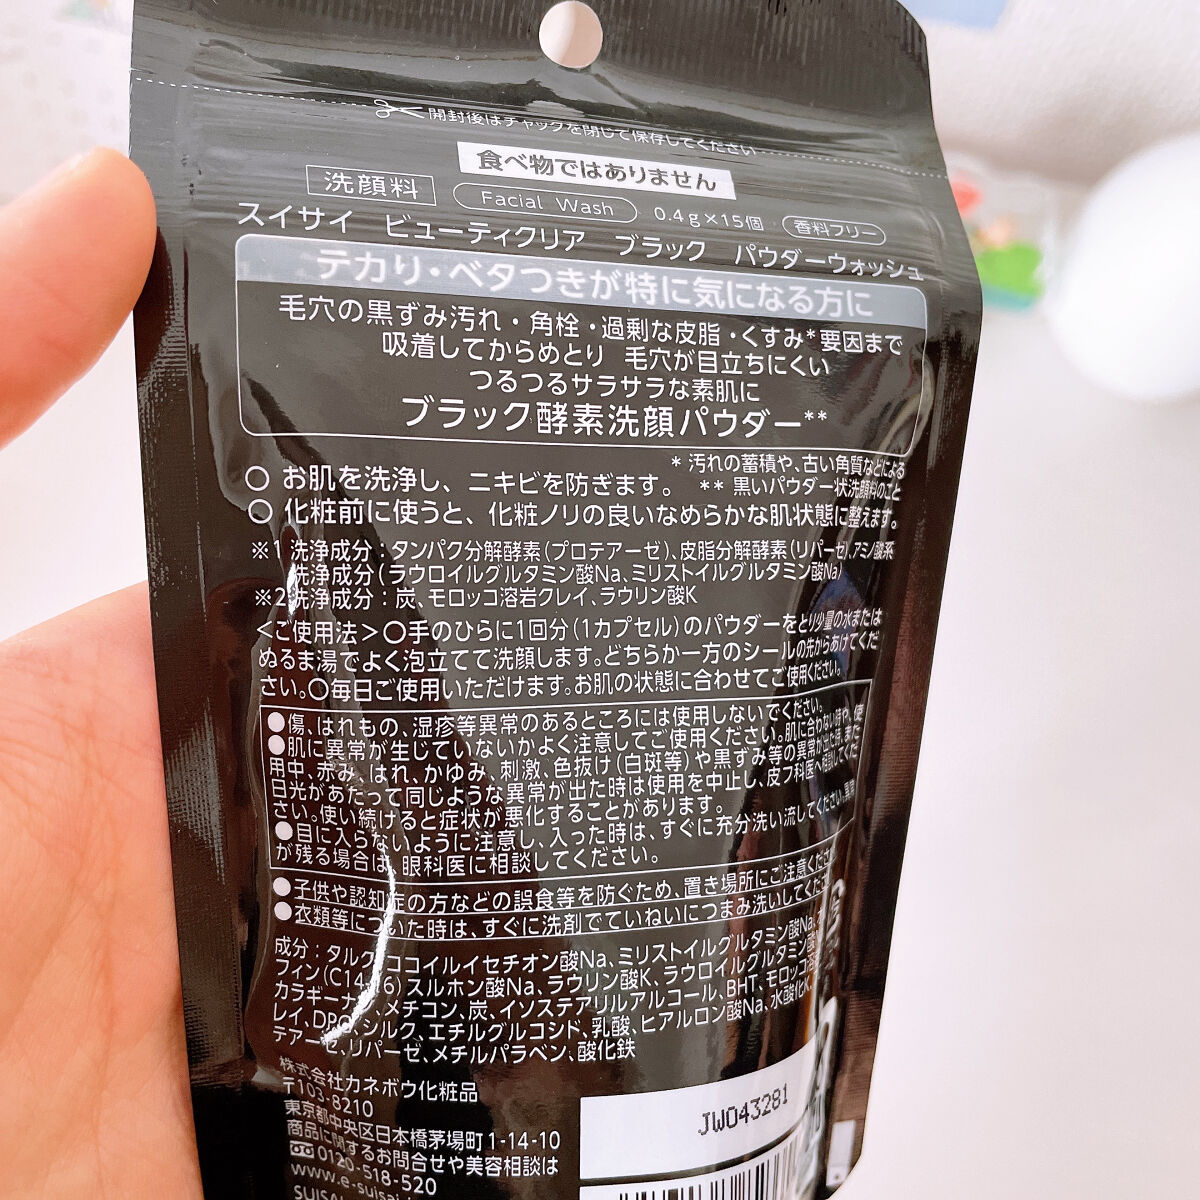 開封後はチャックを閉じて保存してください
食べ物ではありません
洗顔料 Facial Wash 0.4g×15個 香料フリー
スイサイ ビューティクリア ブラック パウダーウォッシュ
テカリ・ベタつきが特に気になる方に
毛穴の黒ずみ汚れ・角栓・過剰な皮脂・くすみ*要因まで
吸着してからめとり 毛穴が目立ちにくい
つるつるサラサラな素肌に
ブラック酵素洗顔パウダー**
* 汚れの蓄積や、古い角質などによる
○ お肌を洗浄し、ニキビを防ぎます。 ** 黒いパウダー状洗顔料のこと
○ 化粧前に使うと、化粧ノリの良いなめらかな肌状態に整えます。
※1 洗浄成分：タンパク分解酵素(プロテアーゼ)、皮脂分解酵素(リパーゼ)、アミノ酸系
洗浄成分(ラウロイルグルタミン酸Na、ミリストイルグルタミン酸Na)
※2 洗浄成分：炭、モロッコ溶岩クレイ、ラウリン酸K
＜ご使用法＞○手のひらに1回分(1カプセル)のパウダーをとり少量の水または
ぬるま湯でよく泡立てて洗顔します。どちらか一方のシールの先からあけてくだ
さい。○毎日ご使用いただけます。お肌の状態に合わせてご使用ください。
●傷、はれもの、湿疹等異常のあるところには使用しないでください。
●肌に異常が生じていないかよく注意してご使用ください。肌に合わない時や、使
用中、赤み、はれ、かゆみ、刺激、色抜け(白斑等)や黒ずみ等の異常が出た時、また
日光があたって同じような異常が出た時は使用を中止し、皮フ科医へ相談してくだ
さい。使い続けると症状が悪化することがあります。
●目に入らないように注意し、入った時は、すぐに充分洗い流してください。異常
が残る場合は、眼科医に相談してください。
●子供や認知症の方などの誤食等を防ぐため、置き場所にご注意くださ
●衣類等についた時は、すぐに洗剤でていねいにつまみ洗いしてくだ
成分：タルク、ココイルイセチオン酸Na、ミリストイルグルタミン酸Na、
フィン(C14-16)スルホン酸Na、ラウリン酸K、ラウロイルグルタミン酸
カラギーナ、メチコン、炭、イソステアリルアルコール、BHT、モロッコ
レイ、DPG、シルク、エチルグルコシド、乳酸、ヒアルロン酸Na、水酸化K、
テアーゼ、リパーゼ、メチルパラベン、酸化鉄
株式会社カネボウ化粧品
〒103-8210
東京都中央区日本橋茅場町1-14-10
商品に関するお問合せや美容相談は
0120-518-520
www.e-suisai.
SUISA
JW043281